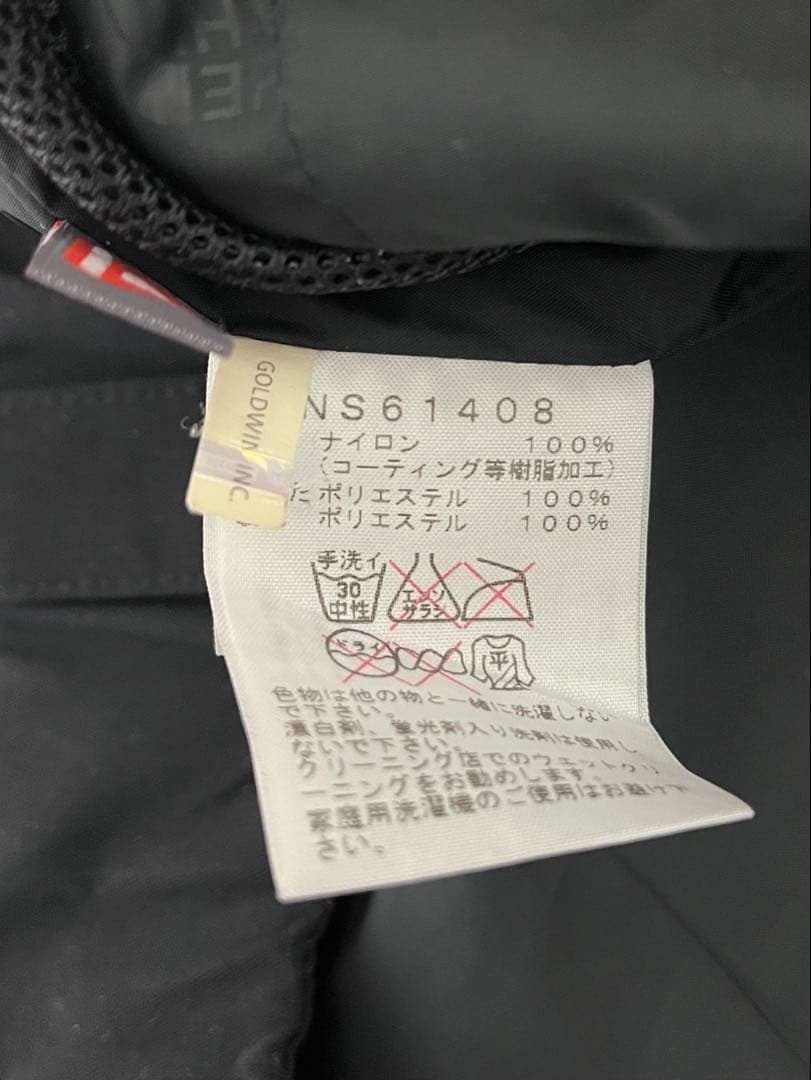 GOLDWIN INC.
NS61408
ナイロン 100%
(コーティング等樹脂加工)
た ポリエステル 100%
ポリエステル 100%
手洗イ
30
中性
エンソ
サラシ
ドライ
平
色物は他の物と一緒に洗濯しない
で下さい。
漂白剤、蛍光剤入り洗剤は使用し
ないで下さい。
クリーニング店でのウェットクリ
ーニングをお勧めします。
家庭用洗濯機のご使用はお避け下
さい。